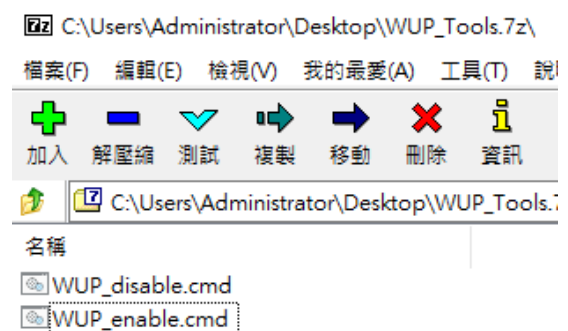 7z C:\Users\Administrator\Desktop\WUP_Tools.7z\
檔案(F) 編輯(E) 檢視(V) 我的最愛(A) 工具(T)
加入 解壓縮 測試 複製 移動 刪除 資訊
C:\Users\Administrator\Desktop\WUP_Tools.
名稱
WUP_disable.cmd
WUP_enable.cmd